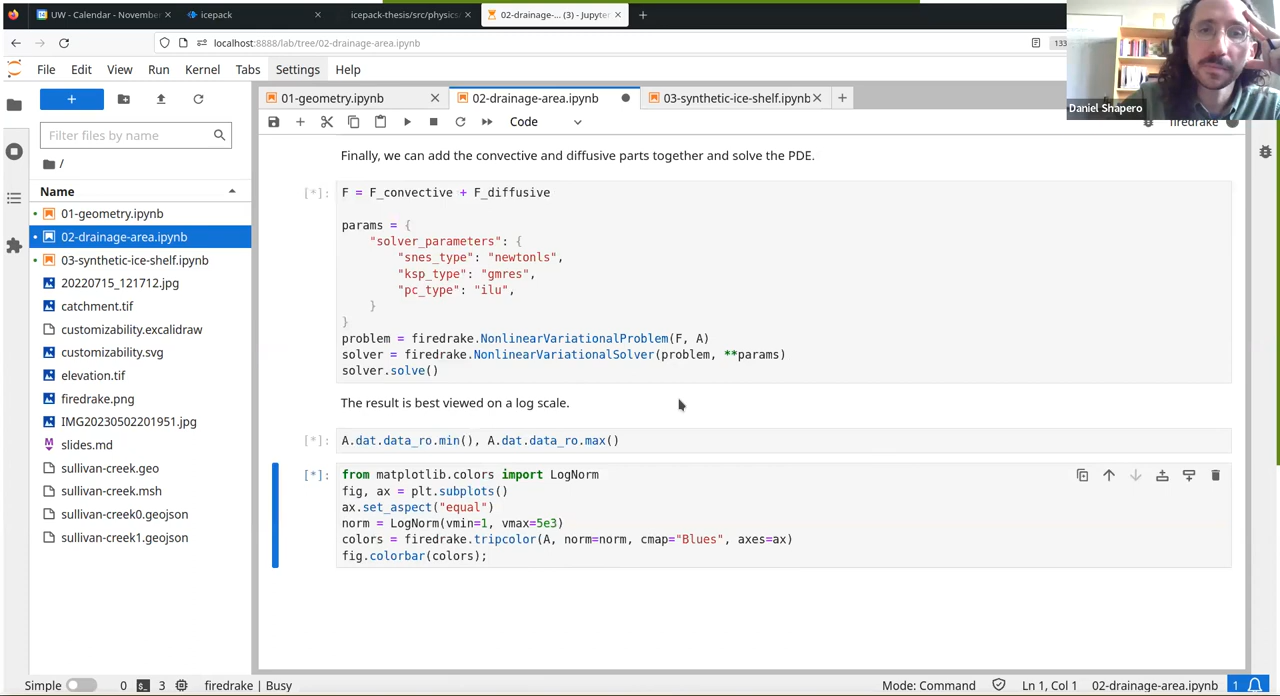 UW - Calendar - November
icepack
icepack-thesis/src/physics/
02-drainage-... (3) - Jupyter
localhost:8888/lab/tree/02-drainage-area.ipynb
133
Daniel Shapero
File Edit View Run Kernel Tabs Settings Help
01-geometry.ipynb
02-drainage-area.ipynb
03-synthetic-ice-shelf.ipynb
Code
firedrake
Filter files by name
/
Name
01-geometry.ipynb
02-drainage-area.ipynb
03-synthetic-ice-shelf.ipynb
20220715_121712.jpg
catchment.tif
customizability.excalidraw
customizability.svg
elevation.tif
firedrake.png
IMG20230502201951.jpg
slides.md
sullivan-creek.geo
sullivan-creek.msh
sullivan-creek0.geojson
sullivan-creek1.geojson
Finally, we can add the convective and diffusive parts together and solve the PDE.
[*]: F = F_convective + F_diffusive
params = {
"solver_parameters": {
"snes_type": "newtonls",
"ksp_type": "gmres",
"pc_type": "ilu",
}
}
problem = firedrake.NonlinearVariationalProblem(F, A)
solver = firedrake.NonlinearVariationalSolver(problem, **params)
solver.solve()
The result is best viewed on a log scale.
[*]: A.dat.data_ro.min(), A.dat.data_ro.max()
[*]: from matplotlib.colors import LogNorm
fig, ax = plt.subplots()
ax.set_aspect("equal")
norm = LogNorm(vmin=1, vmax=5e3)
colors = firedrake.tripcolor(A, norm=norm, cmap="Blues", axes=ax)
fig.colorbar(colors);
Simple 0 3 firedrake | Busy
Mode: Command Ln 1, Col 1 02-drainage-area.ipynb 1